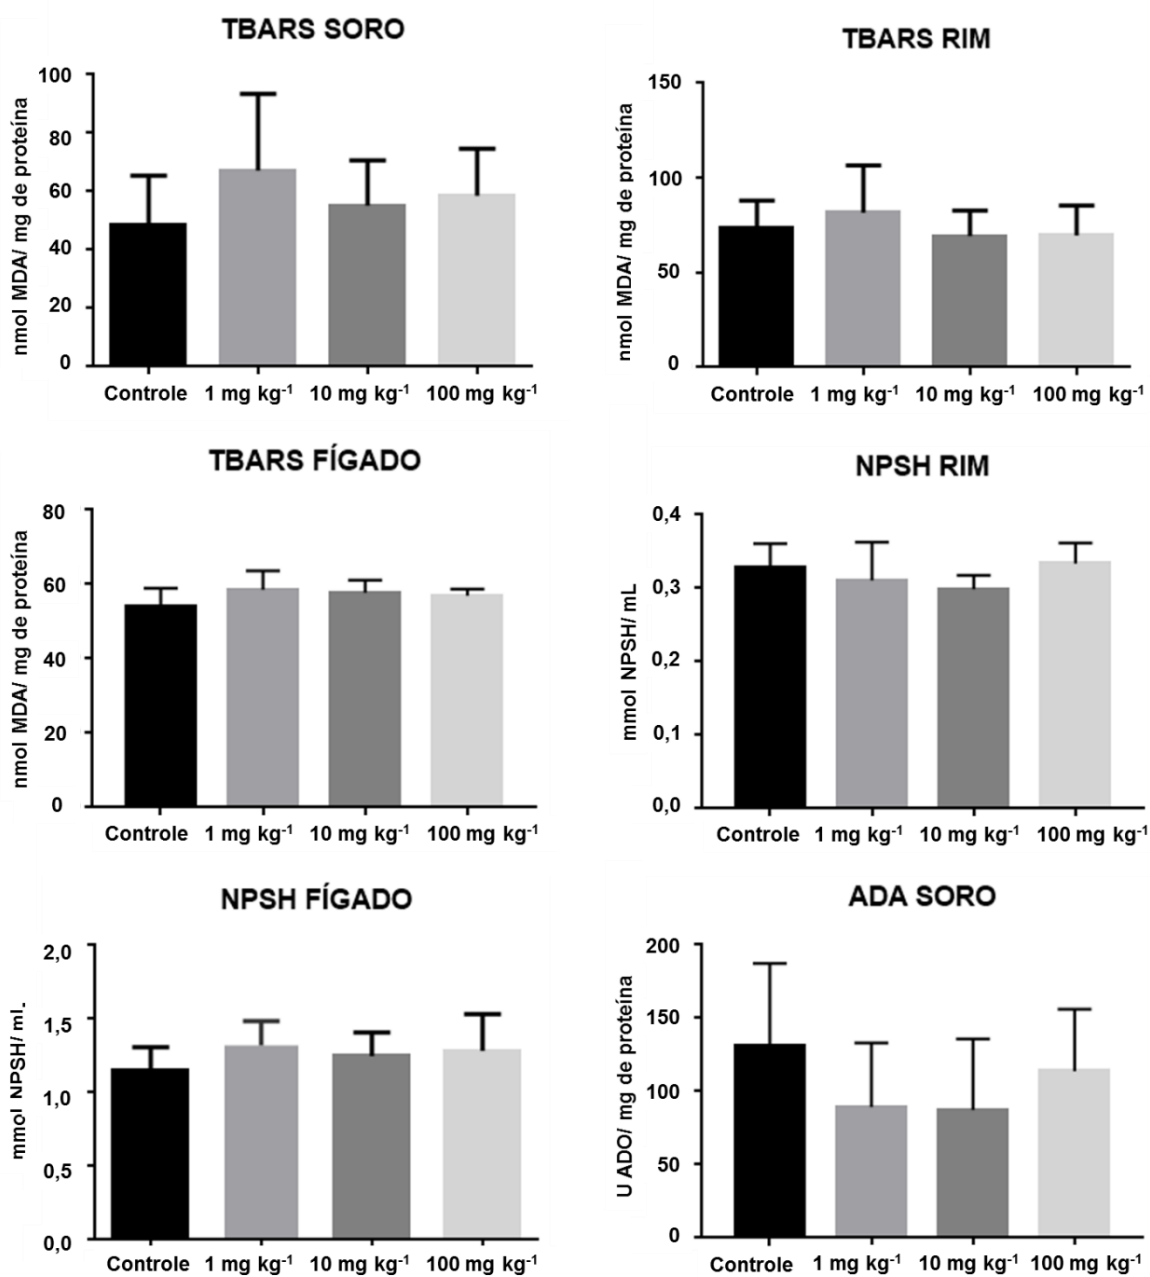 TBARS SORO
nmol MDA/ mg de proteína
100
80
60
40
20
0
Controle 1 mg kg⁻¹ 10 mg kg⁻¹ 100 mg kg⁻¹
TBARS RIM
nmol MDA/ mg de proteína
150
100
50
0
Controle 1 mg kg⁻¹ 10 mg kg⁻¹ 100 mg kg⁻¹
TBARS FÍGADO
nmol MDA/ mg de proteína
80
60
40
20
0
Controle 1 mg kg⁻¹ 10 mg kg⁻¹ 100 mg kg⁻¹
NPSH RIM
mmol NPSH/ mL
0,4
0,3
0,2
0,1
0,0
Controle 1 mg kg⁻¹ 10 mg kg⁻¹ 100 mg kg⁻¹
NPSH FÍGADO
mmol NPSH/ mL
2,0
1,5
1,0
0,5
0,0
Controle 1 mg kg⁻¹ 10 mg kg⁻¹ 100 mg kg⁻¹
ADA SORO
U ADO/ mg de proteína
200
150
100
50
0
Controle 1 mg kg⁻¹ 10 mg kg⁻¹ 100 mg kg⁻¹